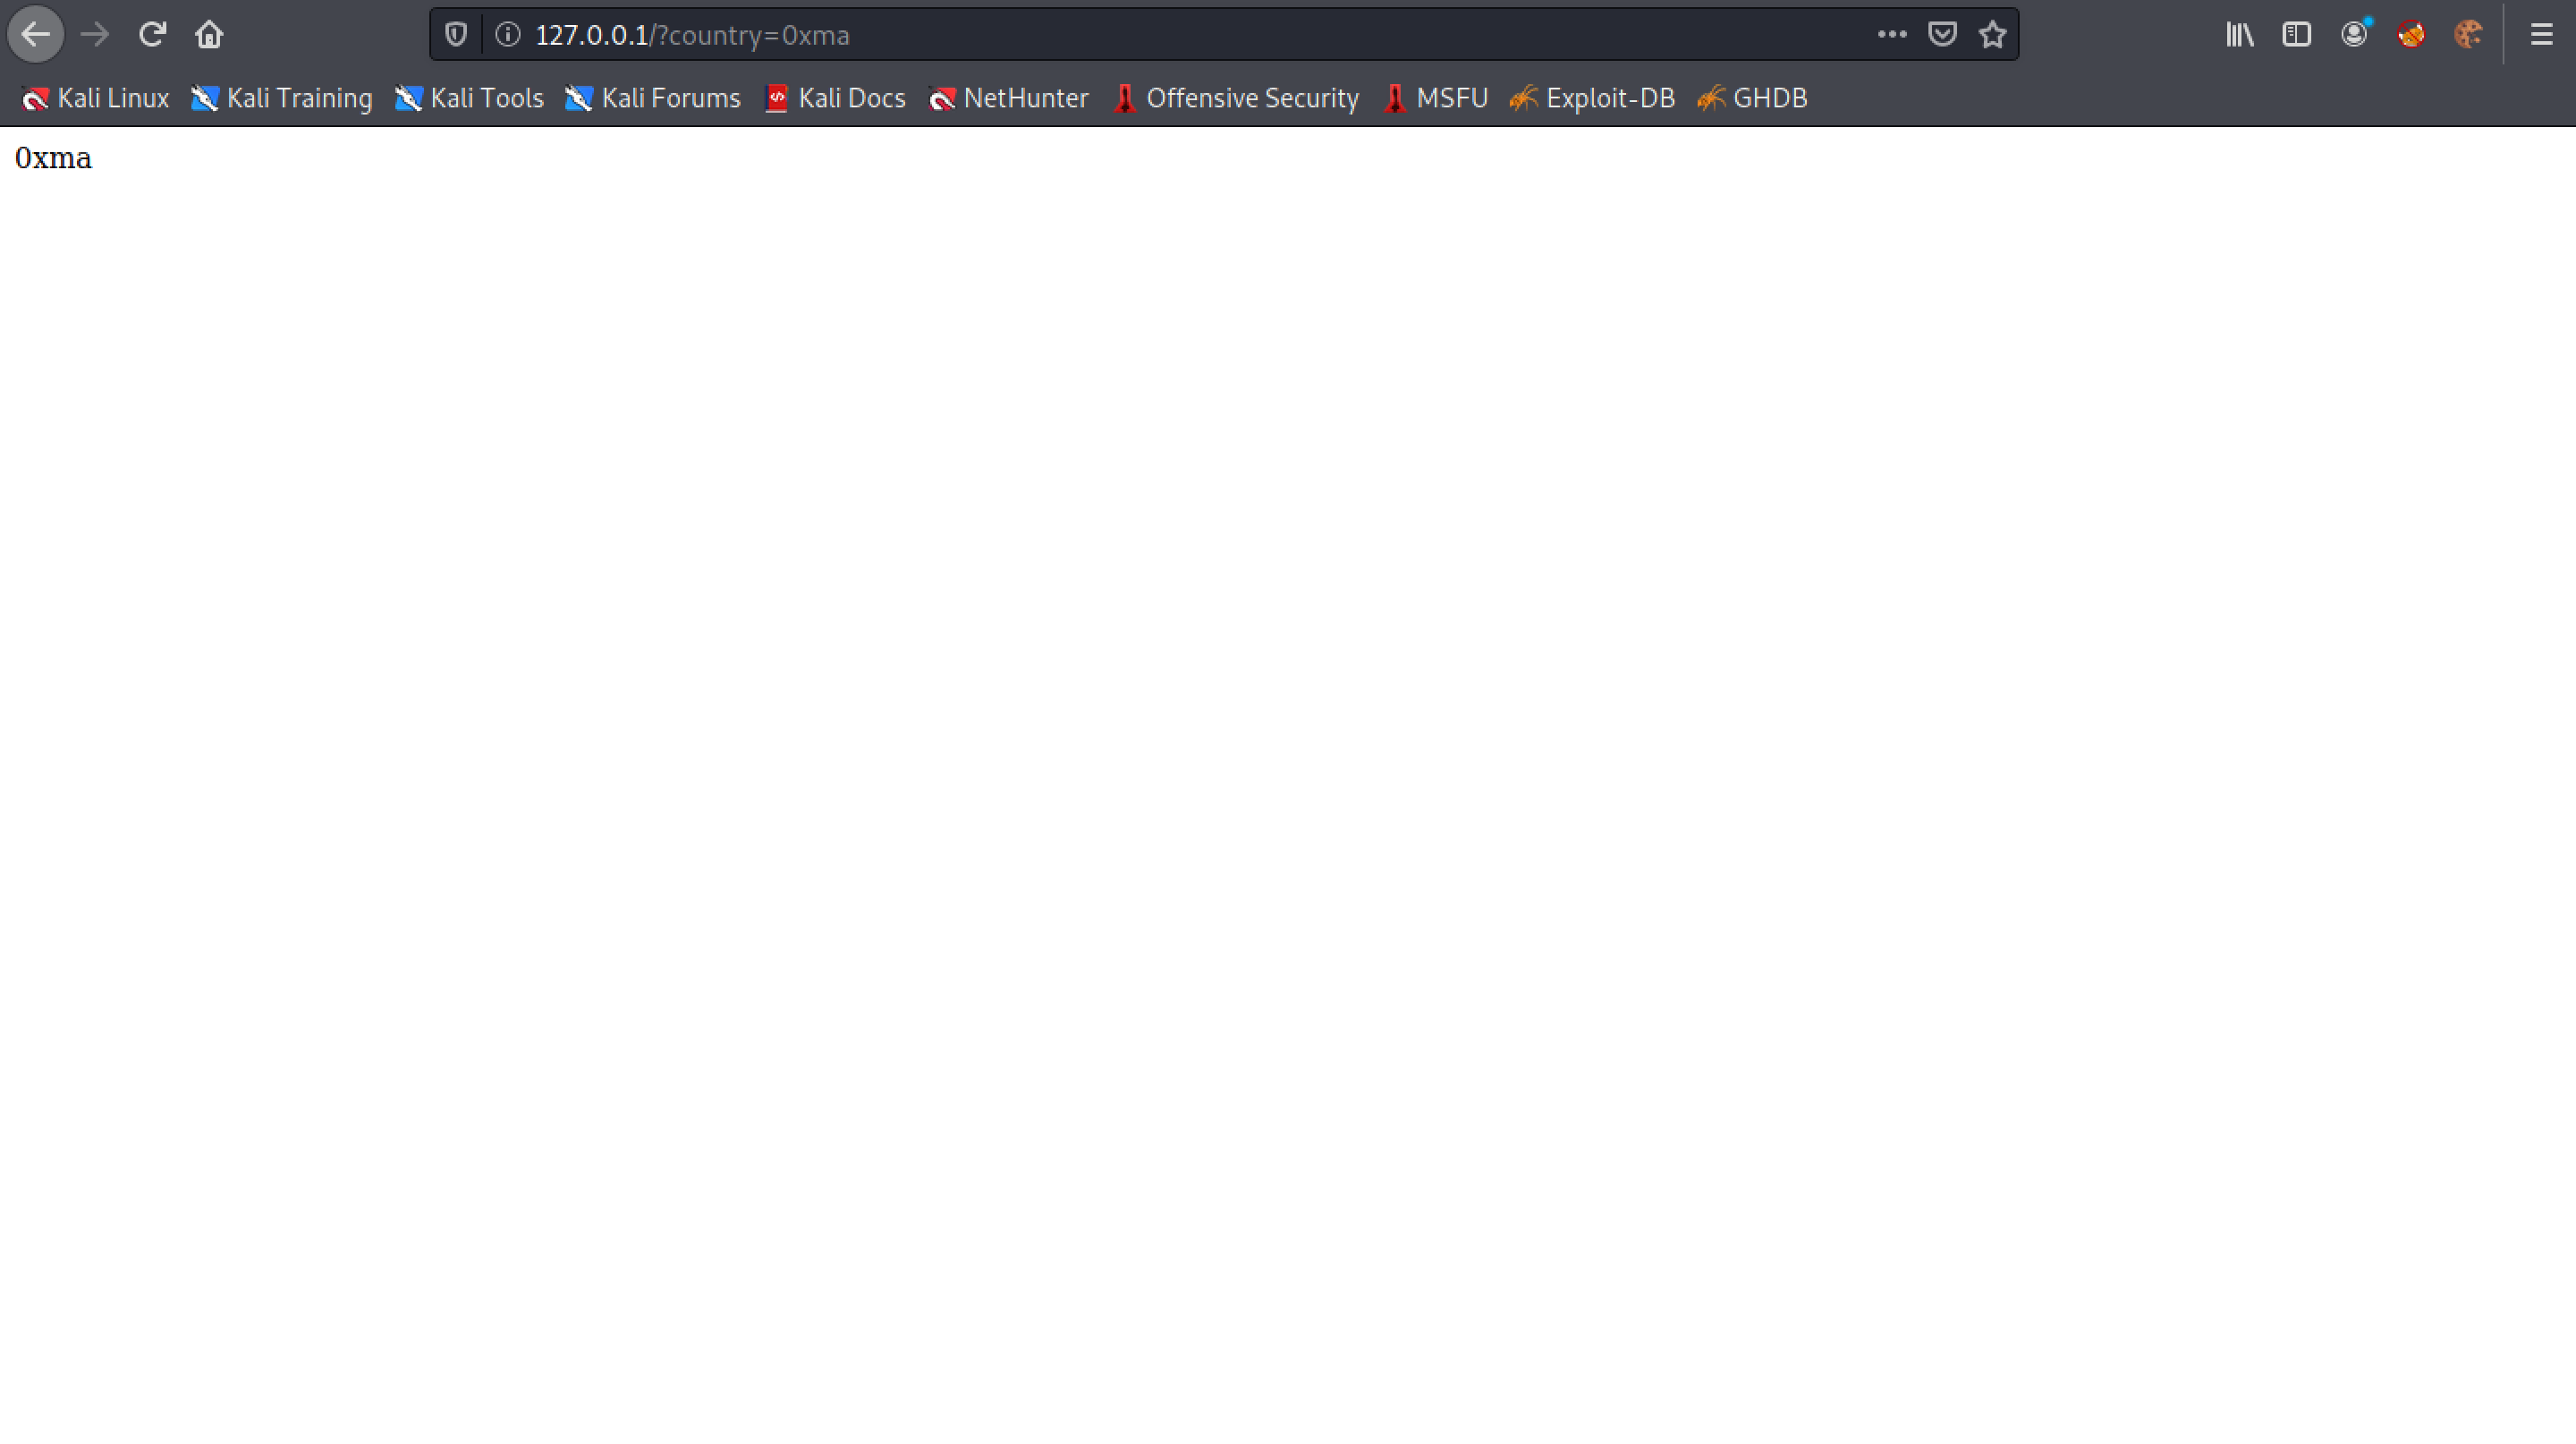 127.0.0.1/?country=0xma
Kali Linux Kali Training Kali Tools Kali Forums Kali Docs NetHunter Offensive Security MSFU Exploit-DB GHDB
0xma